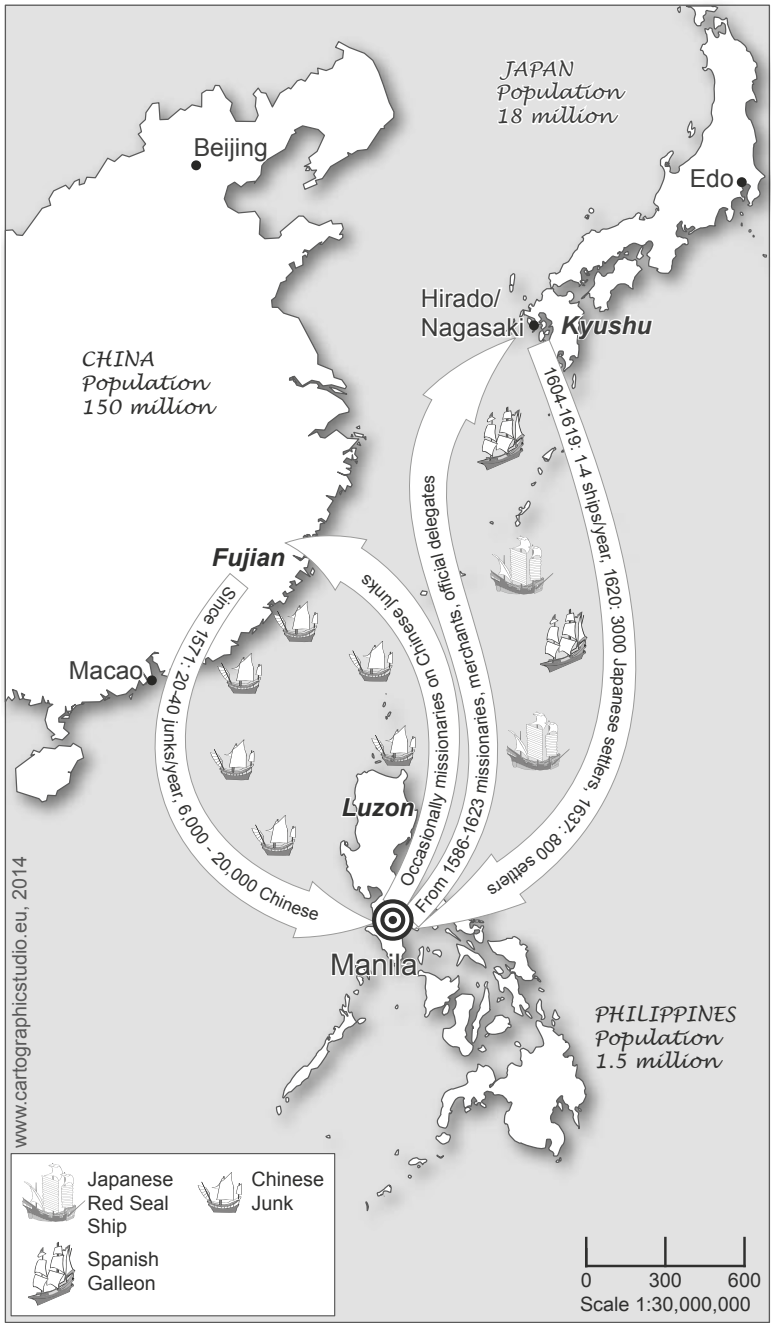 JAPAN
Population
18 million
Beijing
Edo
Hirado/
Nagasaki
Kyushu
CHINA
Population
150 million
1604-1619: 1-4 ships/year, 1620: 3000 Japanese settlers, 1637: 800 settlers
From 1586-1623 missionaries, merchants, official delegates
Occasionally missionaries on Chinese junks
Fujian
Since 1571: 20-40 junks/year, 6.000 - 20,000 Chinese
Macao
Luzon
Manila
PHILIPPINES
Population
1.5 million
www.cartographicstudio.eu, 2014
Japanese
Red Seal
Ship
Chinese
Junk
Spanish
Galleon
0 300 600
Scale 1:30,000,000